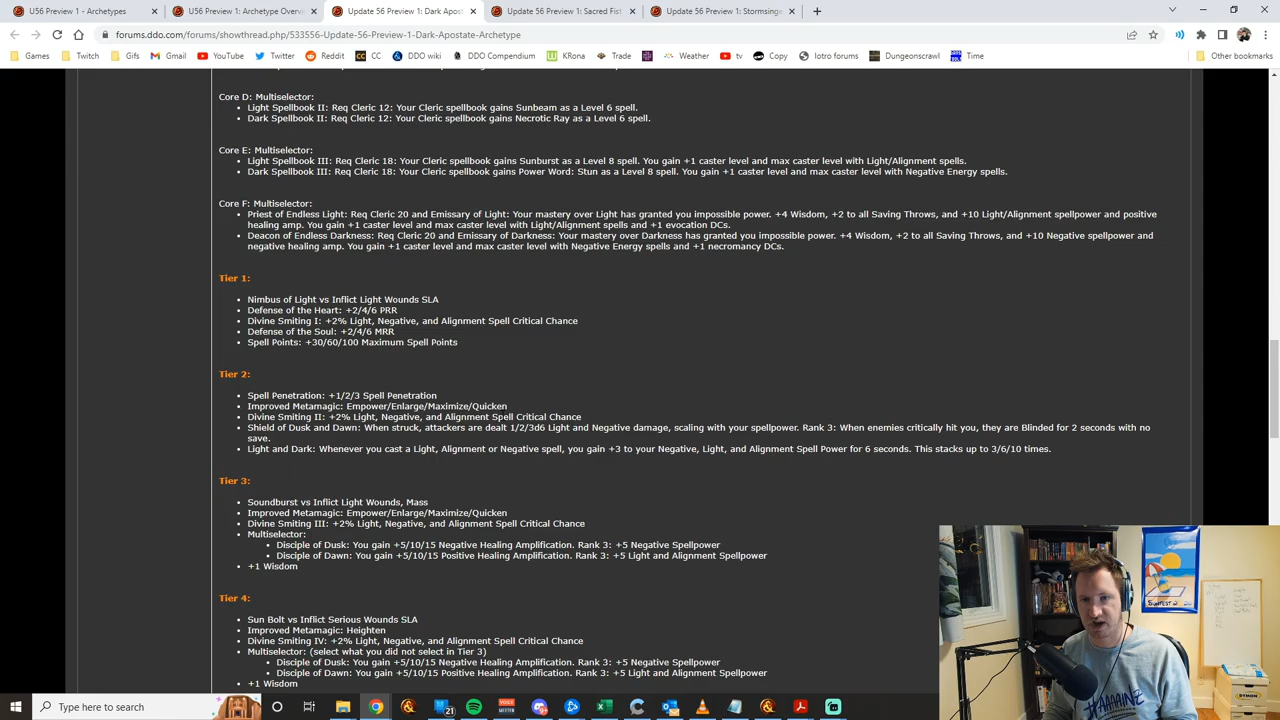 U56 Preview 1 - Archetypes
U56 Preview 1: Archetype Overvi
Update 56 Preview 1: Dark Apost
Update 56 Preview 1: Sacred Fist
Update 56 Preview 1: Stormsinge
forums.ddo.com/forums/showthread.php/533556-Update-56-Preview-1-Dark-Apostate-Archetype
Games
Twitch
Gifs
Gmail
YouTube
Twitter
Reddit
CC
DDO wiki
DDO Compendium
KRona
Trade
Weather
tv
Copy
lotro forums
Dungeonscrawl
Time
Other bookmarks
Core D: Multiselector:
Light Spellbook II: Req Cleric 12: Your Cleric spellbook gains Sunbeam as a Level 6 spell.
Dark Spellbook II: Req Cleric 12: Your Cleric spellbook gains Necrotic Ray as a Level 6 spell.
Core E: Multiselector:
Light Spellbook III: Req Cleric 18: Your Cleric spellbook gains Sunburst as a Level 8 spell. You gain +1 caster level and max caster level with Light/Alignment spells.
Dark Spellbook III: Req Cleric 18: Your Cleric spellbook gains Power Word: Stun as a Level 8 spell. You gain +1 caster level and max caster level with Negative Energy spells.
Core F: Multiselector:
Priest of Endless Light: Req Cleric 20 and Emissary of Light: Your mastery over Light has granted you impossible power. +4 Wisdom, +2 to all Saving Throws, and +10 Light/Alignment spellpower and positive
healing amp. You gain +1 caster level and max caster level with Light/Alignment spells and +1 evocation DCs.
Deacon of Endless Darkness: Req Cleric 20 and Emissary of Darkness: Your mastery over Darkness has granted you impossible power. +4 Wisdom, +2 to all Saving Throws, and +10 Negative spellpower and
negative healing amp. You gain +1 caster level and max caster level with Negative Energy spells and +1 necromancy DCs.
Tier 1:
Nimbus of Light vs Inflict Light Wounds SLA
Defense of the Heart: +2/4/6 PRR
Divine Smiting I: +2% Light, Negative, and Alignment Spell Critical Chance
Defense of the Soul: +2/4/6 MRR
Spell Points: +30/60/100 Maximum Spell Points
Tier 2:
Spell Penetration: +1/2/3 Spell Penetration
Improved Metamagic: Empower/Enlarge/Maximize/Quicken
Divine Smiting II: +2% Light, Negative, and Alignment Spell Critical Chance
Shield of Dusk and Dawn: When struck, attackers are dealt 1/2/3d6 Light and Negative damage, scaling with your spellpower. Rank 3: When enemies critically hit you, they are Blinded for 2 seconds with no
save.
Light and Dark: Whenever you cast a Light, Alignment or Negative spell, you gain +3 to your Negative, Light, and Alignment Spell Power for 6 seconds. This stacks up to 3/6/10 times.
Tier 3:
Soundburst vs Inflict Light Wounds, Mass
Improved Metamagic: Empower/Enlarge/Maximize/Quicken
Divine Smiting III: +2% Light, Negative, and Alignment Spell Critical Chance
Multiselector:
Disciple of Dusk: You gain +5/10/15 Negative Healing Amplification. Rank 3: +5 Negative Spellpower
Disciple of Dawn: You gain +5/10/15 Positive Healing Amplification. Rank 3: +5 Light and Alignment Spellpower
+1 Wisdom
Tier 4:
Sun Bolt vs Inflict Serious Wounds SLA
Improved Metamagic: Heighten
Divine Smiting IV: +2% Light, Negative, and Alignment Spell Critical Chance
Multiselector: (select what you did not select in Tier 3)
Disciple of Dusk: You gain +5/10/15 Negative Healing Amplification. Rank 3: +5 Negative Spellpower
Disciple of Dawn: You gain +5/10/15 Positive Healing Amplification. Rank 3: +5 Light and Alignment Spellpower
+1 Wisdom
Type here to search
21